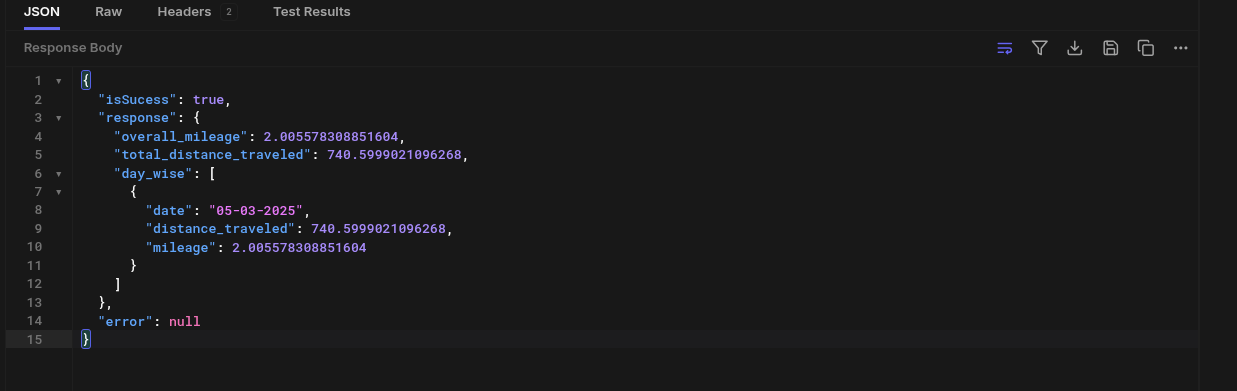 JSON Raw Headers 2 Test Results
Response Body
1 {
2 "isSucess": true,
3 "response": {
4 "overall_mileage": 2.005578308851604,
5 "total_distance_traveled": 740.5999021096268,
6 "day_wise": [
7 {
8 "date": "05-03-2025",
9 "distance_traveled": 740.5999021096268,
10 "mileage": 2.005578308851604
11 }
12 ]
13 },
14 "error": null
15 }